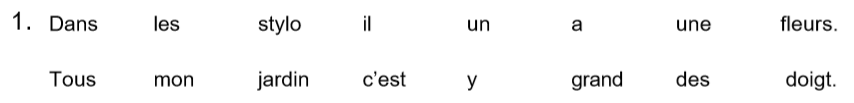 1. Dans les stylo il un a une fleurs.
Tous mon jardin c'est y grand des doigt.